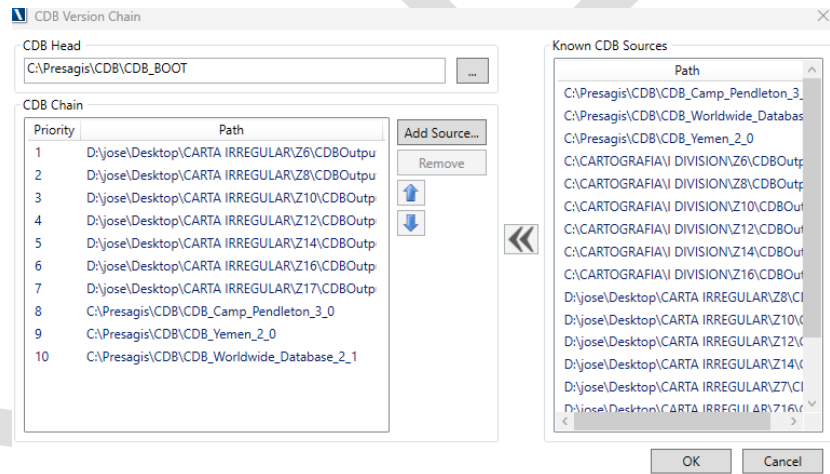 CDB Version Chain
CDB Head
C:\Presagis\CDB\CDB_BOOT
...
CDB Chain
Priority Path
1 D:\jose\Desktop\CARTA IRREGULAR\Z6\CDBOutpu
2 D:\jose\Desktop\CARTA IRREGULAR\Z8\CDBOutpu
3 D:\jose\Desktop\CARTA IRREGULAR\Z10\CDBOutp
4 D:\jose\Desktop\CARTA IRREGULAR\Z12\CDBOutp
5 D:\jose\Desktop\CARTA IRREGULAR\Z14\CDBOutp
6 D:\jose\Desktop\CARTA IRREGULAR\Z16\CDBOutp
7 D:\jose\Desktop\CARTA IRREGULAR\Z17\CDBOutp
8 C:\Presagis\CDB\CDB_Camp_Pendleton_3_0
9 C:\Presagis\CDB\CDB_Yemen_2_0
10 C:\Presagis\CDB\CDB_Worldwide_Database_2_1
Add Source...
Remove
Known CDB Sources
Path
C:\Presagis\CDB\CDB_Camp_Pendleton_3_
C:\Presagis\CDB\CDB_Worldwide_Databas
C:\Presagis\CDB\CDB_Yemen_2_0
C:\CARTOGRAFIA\I DIVISION\Z6\CDBOutp
C:\CARTOGRAFIA\I DIVISION\Z8\CDBOutp
C:\CARTOGRAFIA\I DIVISION\Z10\CDBOut
C:\CARTOGRAFIA\I DIVISION\Z12\CDBOut
C:\CARTOGRAFIA\I DIVISION\Z14\CDBOut
C:\CARTOGRAFIA\I DIVISION\Z16\CDBOut
D:\jose\Desktop\CARTA IRREGULAR\Z8\CI
D:\jose\Desktop\CARTA IRREGULAR\Z10\C
D:\jose\Desktop\CARTA IRREGULAR\Z12\C
D:\jose\Desktop\CARTA IRREGULAR\Z14\C
D:\jose\Desktop\CARTA IRREGULAR\Z7\CI
D:\jose\Desktop\CARTA IRREGULAR\Z16\C
OK Cancel